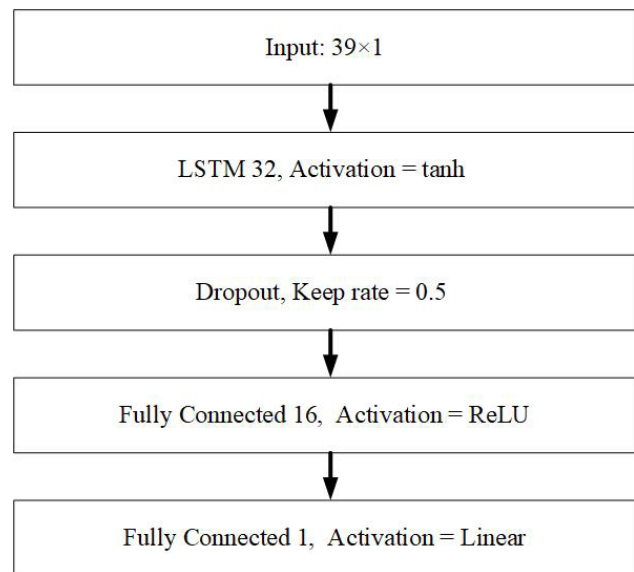 Input: 39×1
LSTM 32, Activation = tanh
Dropout, Keep rate = 0.5
Fully Connected 16, Activation = ReLU
Fully Connected 1, Activation = Linear